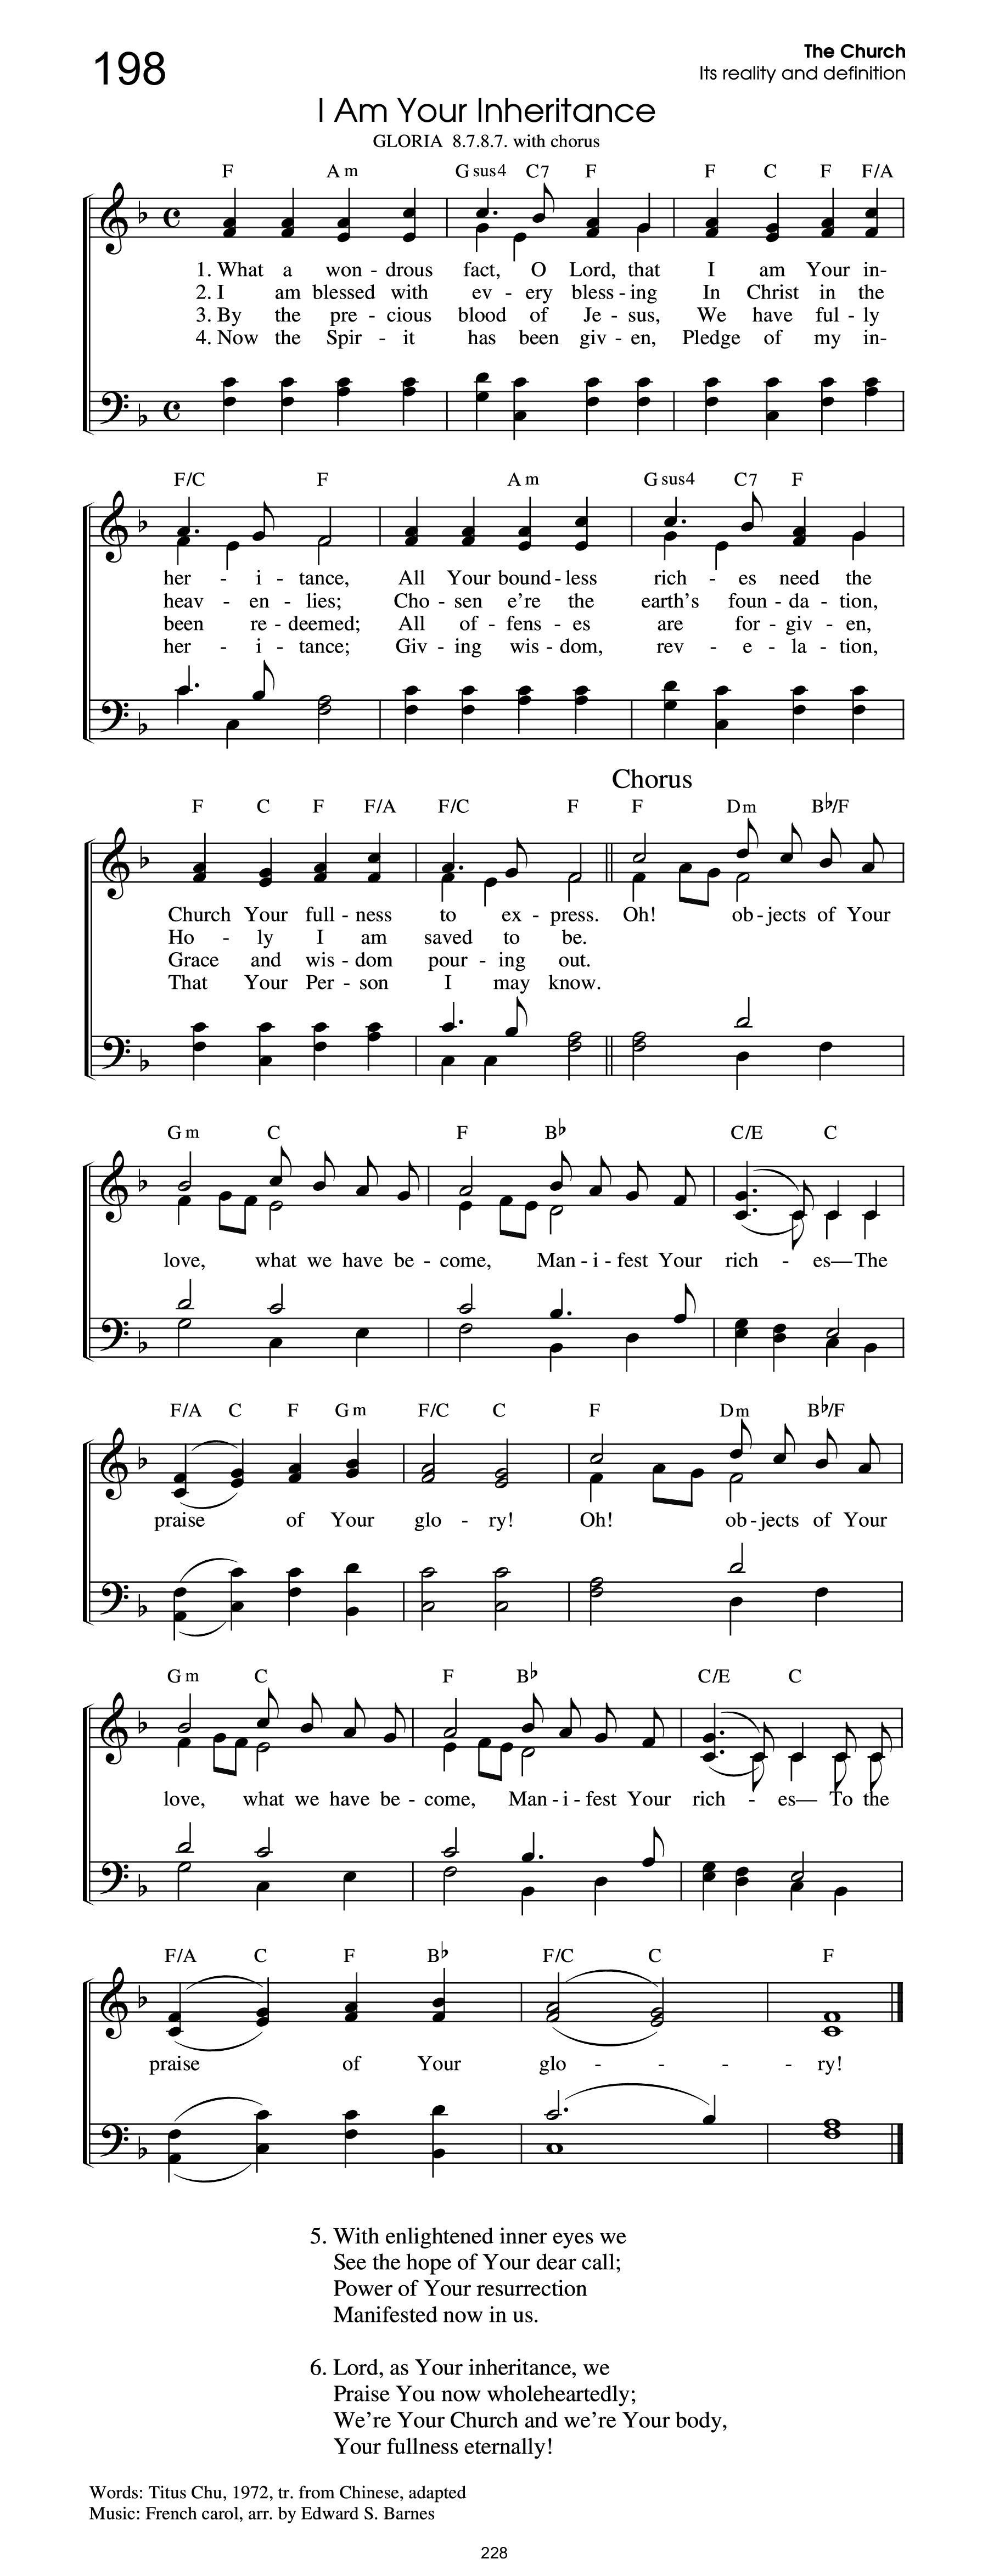 198
The Church
Its reality and definition
I Am Your Inheritance
GLORIA 8.7.8.7. with chorus
F Am Gsus4 C7 F F C F F/A
1. What a won - drous fact, O Lord, that I am Your in-
2. I am blessed with ev - ery bless - ing In Christ in the
3. By the pre - cious blood of Je - sus, We have ful - ly
4. Now the Spir - it has been giv - en, Pledge of my in-
F/C F Am Gsus4 C7 F
her - i - tance, All Your bound - less rich - es need the
heav - en - lies; Cho - sen e're the earth's foun - da - tion,
been re - deemed; All of - fens - es are for - giv - en,
her - i - tance; Giv - ing wis - dom, rev - e - la - tion,
Chorus
F C F F/A F/C F F Dm B♭/F
Church Your full - ness to ex - press. Oh! ob - jects of Your
Ho - ly I am saved to be.
Grace and wis - dom pour - ing out.
That Your Per - son I may know.
Gm C F B♭ C/E C
love, what we have be - come, Man - i - fest Your rich - es—The
F/A C F Gm F/C C F Dm B♭/F
praise of Your glo - ry! Oh! ob - jects of Your
Gm C F B♭ C/E C
love, what we have be - come, Man - i - fest Your rich - es— To the
F/A C F B♭ F/C C F
praise of Your glo - - - - ry!
5. With enlightened inner eyes we
See the hope of Your dear call;
Power of Your resurrection
Manifested now in us.
6. Lord, as Your inheritance, we
Praise You now wholeheartedly;
We're Your Church and we're Your body,
Your fullness eternally!
Words: Titus Chu, 1972, tr. from Chinese, adapted
Music: French carol, arr. by Edward S. Barnes
228